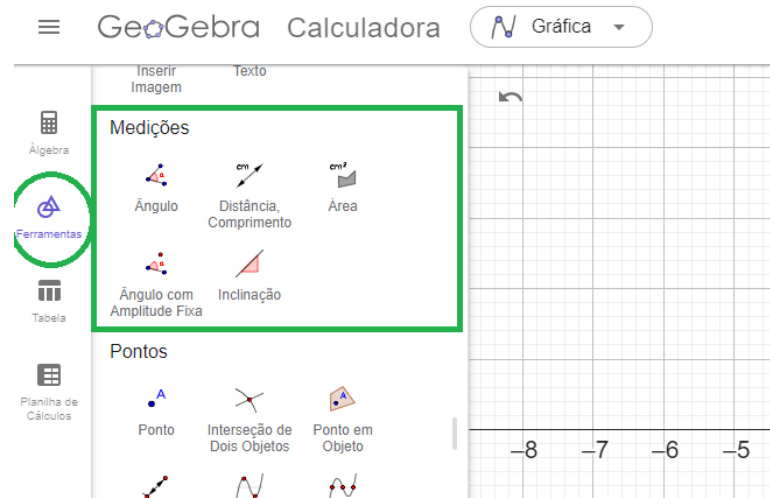 GeoGebra Calculadora Gráfica
Inserir Imagem
Texto
Álgebra
Ferramentas
Tabela
Planilha de
Cálculos
Medições
cm
cm²
Ângulo
Distância,
Comprimento
Área
Ângulo com
Amplitude Fixa
Inclinação
Pontos
A
A
Ponto
Interseção de
Dois Objetos
Ponto em
Objeto
–8 –7 –6 –5